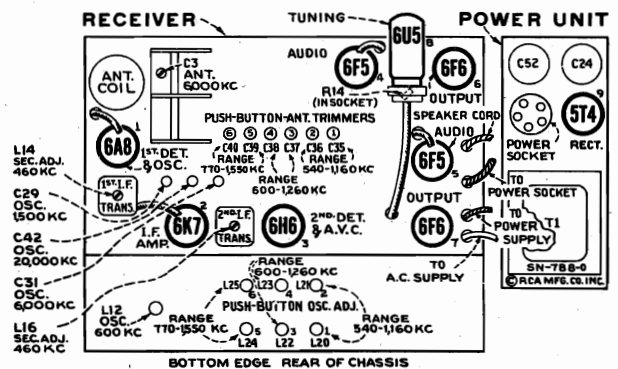 RECEIVER
TUNING
POWER UNIT
6U5
8
AUDIO
6F5
4
6F6
6
C3
ANT.
6,000 KC
ANT.
COIL
R14
(IN SOCKET)
OUTPUT
C52
C24
PUSH-BUTTON-ANT. TRIMMERS
6 5 4 3 2 1
C40 C39 C38 C37 C36 C35
SPEAKER CORD
AUDIO
6F5
5
POWER
SOCKET
5T4
9
RECT.
6A8
1
1ST. DET.
& OSC.
RANGE
770-1,550 KC
RANGE
540-1,160 KC
RANGE
600-1,260 KC
L14
SEC. ADJ.
460 KC
1ST. I.F.
TRANS.
C29
OSC.
1,500 KC
6K7
2
I.F.
AMP.
2ND. I.F.
TRANS.
6H6
3
2ND. DET.
& A.V.C.
OUTPUT
6F6
7
TO
POWER SOCKET
TO
POWER
SUPPLY
T1
C42
OSC.
20,000 KC
TO
A.C. SUPPLY
SN-788-0
© RCA MFG. CO. INC.
C31
OSC.
6,000 KC
RANGE
600-1,260 KC
L25 6 L23 4 L21 2
PUSH-BUTTON OSC. ADJ.
L12
OSC.
600 KC
RANGE
770-1,550 KC
RANGE
540-1,160 KC
5 3 1
L24 L22 L20
L16
SEC. ADJ.
460 KC
BOTTOM EDGE REAR OF CHASSIS